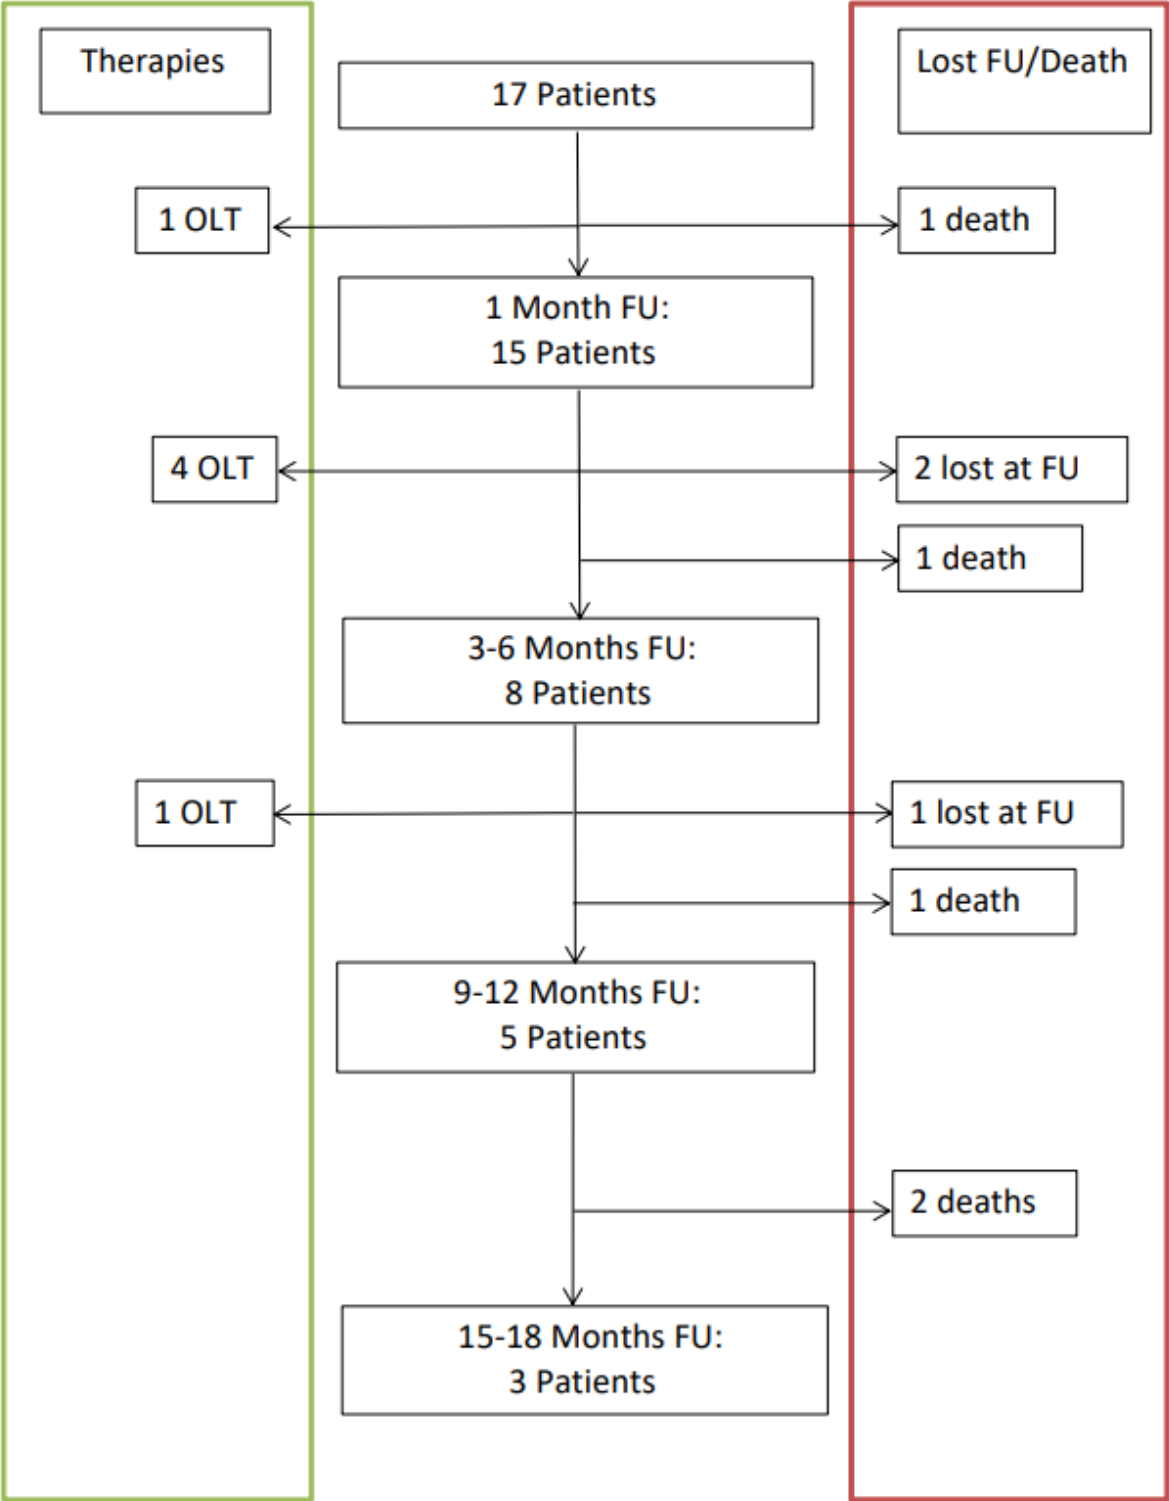 Therapies
Lost FU/Death
17 Patients
1 OLT
1 death
1 Month FU:
15 Patients
4 OLT
2 lost at FU
1 death
3-6 Months FU:
8 Patients
1 OLT
1 lost at FU
1 death
9-12 Months FU:
5 Patients
2 deaths
15-18 Months FU:
3 Patients